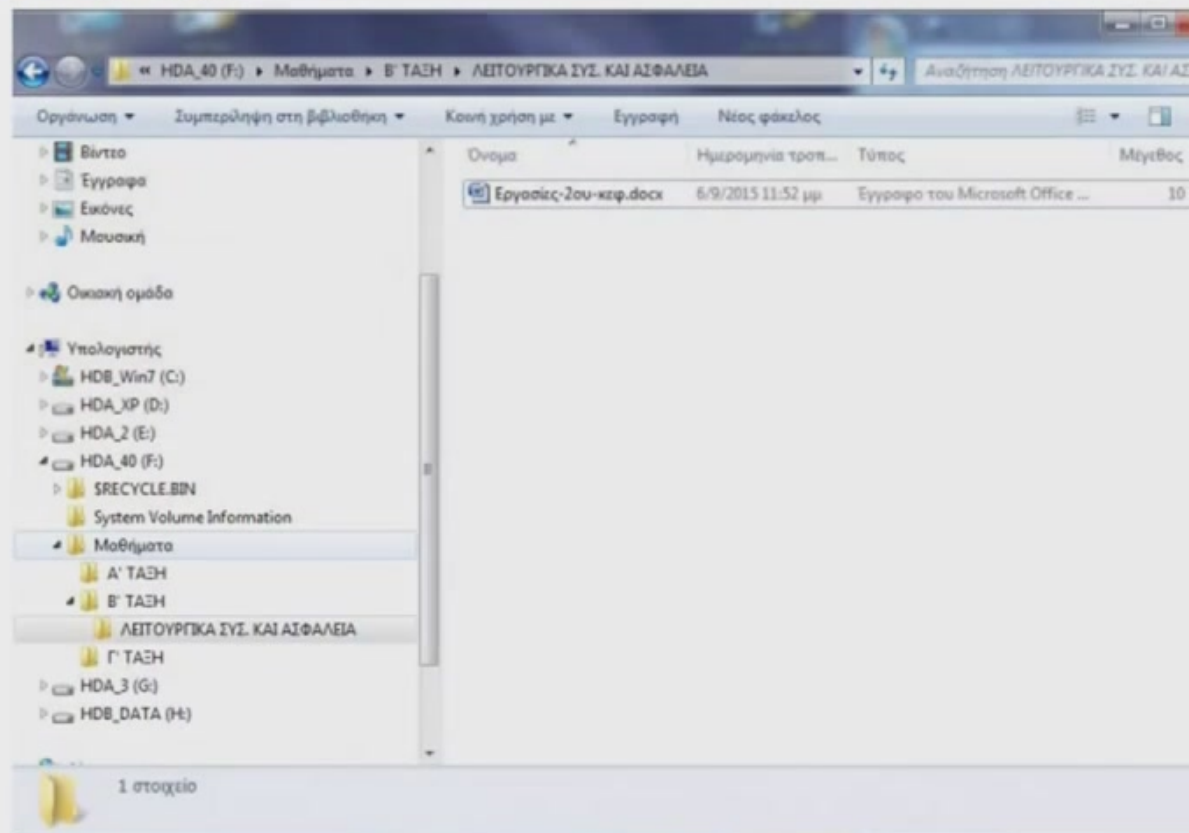 « HDA_40 (F:) ▸ Μαθήματα ▸ Β' ΤΑΞΗ ▸ ΛΕΙΤΟΥΡΓΙΚΑ ΣΥΣ. ΚΑΙ ΑΣΦΑΛΕΙΑ
Αναζήτηση ΛΕΙΤΟΥΡΓΙΚΑ ΣΥΣ. ΚΑΙ ΑΣ
Οργάνωση Συμπερίληψη στη βιβλιοθήκη Κοινή χρήση με Εγγραφή Νέος φάκελος
Βίντεο
Έγγραφα
Εικόνες
Μουσική
Οικιακή ομάδα
Υπολογιστής
HDB_Win7 (C:)
HDA_XP (D:)
HDA_2 (E:)
HDA_40 (F:)
$RECYCLE.BIN
System Volume Information
Μαθήματα
Α' ΤΑΞΗ
Β' ΤΑΞΗ
ΛΕΙΤΟΥΡΓΙΚΑ ΣΥΣ. ΚΑΙ ΑΣΦΑΛΕΙΑ
Γ' ΤΑΞΗ
HDA_3 (G:)
HDB_DATA (H:)
Όνομα Ημερομηνία τροπ... Τύπος Μέγεθος
Εργασίες-2ου-κεφ.docx 6/9/2015 11:52 μμ Έγγραφο του Microsoft Office ... 10
1 στοιχείο